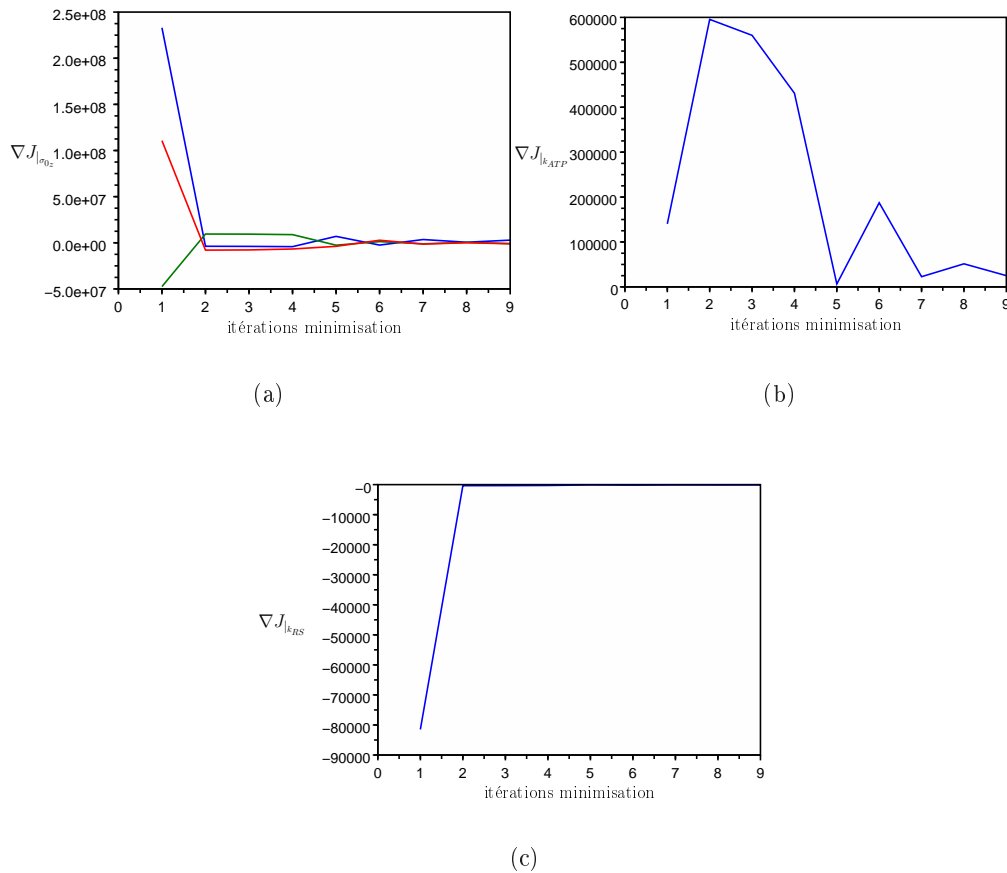 2.5e+08
2.0e+08
1.5e+08
1.0e+08
5.0e+07
0.0e+00
−5.0e+07
∇J|σ0z
0 1 2 3 4 5 6 7 8 9
itérations minimisation
(a)
600000
500000
400000
300000
200000
100000
0
∇J|kATP
0 1 2 3 4 5 6 7 8 9
itérations minimisation
(b)
−0
−10000
−20000
−30000
−40000
−50000
−60000
−70000
−80000
−90000
∇J|kRS
0 1 2 3 4 5 6 7 8 9
itérations minimisation
(c)